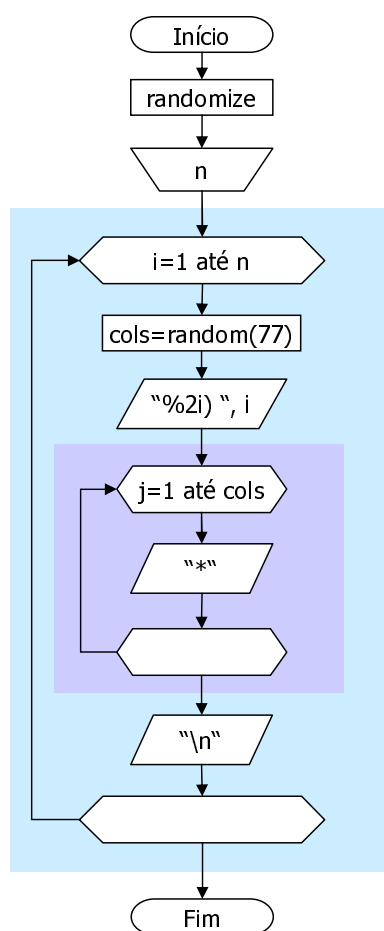 Início
randomize
n
i=1 até n
cols=random(77)
“%2i) “, i
j=1 até cols
“*“
“\n“
Fim